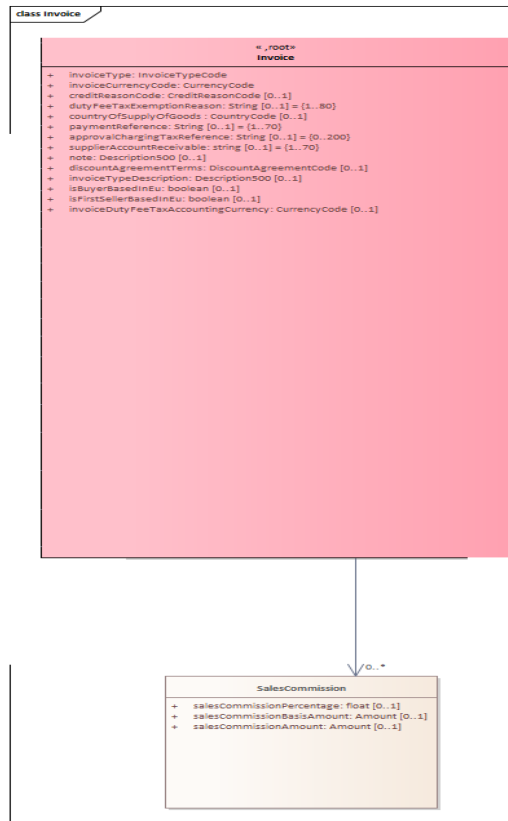 class Invoice
« ,root»
Invoice
+ invoiceType: InvoiceTypeCode
+ invoiceCurrencyCode: CurrencyCode
+ creditReasonCode: CreditReasonCode [0..1]
+ dutyFeeTaxExemptionReason: String [0..1] = {1..80}
+ countryOfSupplyOfGoods : CountryCode [0..1]
+ paymentReference: String [0..1] = {1..70}
+ approvalChargingTaxReference: String [0..1] = {0..200}
+ supplierAccountReceivable: string [0..1] = {1..70}
+ note: Description500 [0..1]
+ discountAgreementTerms: DiscountAgreementCode [0..1]
+ invoiceTypeDescription: Description500 [0..1]
+ isBuyerBasedInEu: boolean [0..1]
+ isFirstSellerBasedInEu: boolean [0..1]
+ invoiceDutyFeeTaxAccountingCurrency: CurrencyCode [0..1]
0..*
SalesCommission
+ salesCommissionPercentage: float [0..1]
+ salesCommissionBasisAmount: Amount [0..1]
+ salesCommissionAmount: Amount [0..1]